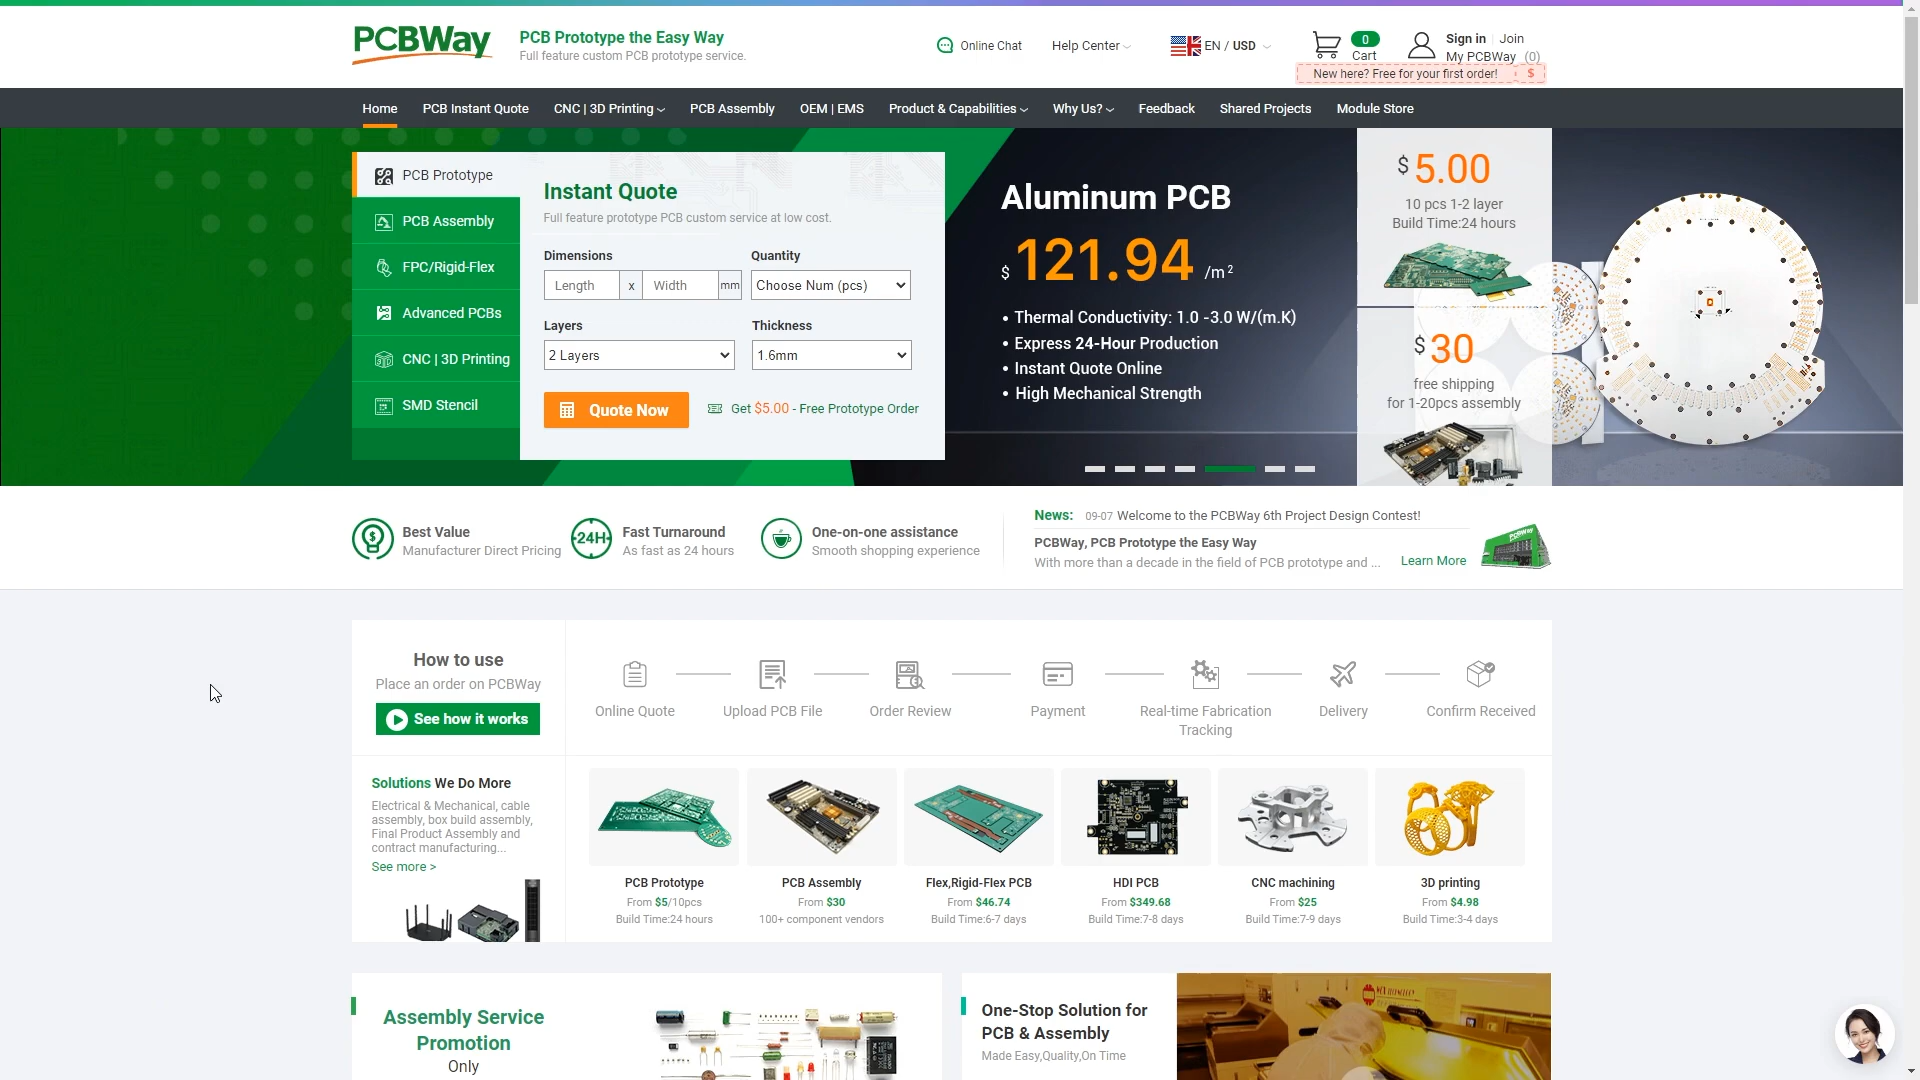 PCBWay
PCB Prototype the Easy Way
Full feature custom PCB prototype service.
Online Chat
Help Center
EN / USD
0
Cart
Sign in
Join
My PCBWay (0)
New here? Free for your first order!
$
Home
PCB Instant Quote
CNC | 3D Printing
PCB Assembly
OEM | EMS
Product & Capabilities
Why Us?
Feedback
Shared Projects
Module Store
PCB Prototype
PCB Assembly
FPC/Rigid-Flex
Advanced PCBs
CNC | 3D Printing
SMD Stencil
Instant Quote
Full feature prototype PCB custom service at low cost.
Dimensions
Quantity
Length
x
Width
mm
Choose Num (pcs)
Layers
Thickness
2 Layers
1.6mm
Quote Now
Get $5.00 - Free Prototype Order
Aluminum PCB
$ 121.94 /m²
• Thermal Conductivity: 1.0 -3.0 W/(m.K)
• Express 24-Hour Production
• Instant Quote Online
• High Mechanical Strength
$ 5.00
10 pcs 1-2 layer
Build Time:24 hours
$ 30
free shipping
for 1-20pcs assembly
Best Value
Manufacturer Direct Pricing
24H
Fast Turnaround
As fast as 24 hours
One-on-one assistance
Smooth shopping experience
News: 09-07 Welcome to the PCBWay 6th Project Design Contest!
PCBWay, PCB Prototype the Easy Way
With more than a decade in the field of PCB prototype and ...
Learn More
How to use
Place an order on PCBWay
See how it works
Online Quote
Upload PCB File
Order Review
Payment
Real-time Fabrication
Tracking
Delivery
Confirm Received
Solutions We Do More
Electrical & Mechanical, cable
assembly, box build assembly,
Final Product Assembly and
contract manufacturing...
See more >
PCB Prototype
From $5/10pcs
Build Time:24 hours
PCB Assembly
From $30
100+ component vendors
Flex,Rigid-Flex PCB
From $46.74
Build Time:6-7 days
HDI PCB
From $349.68
Build Time:7-8 days
CNC machining
From $25
Build Time:7-9 days
3D printing
From $4.98
Build Time:3-4 days
Assembly Service
Promotion
Only
One-Stop Solution for
PCB & Assembly
Made Easy,Quality,On Time